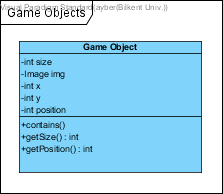 Visual Paradigm Standard(ayber(Bilkent Univ.))
Game Objects
Game Object
-int size
-Image img
-int x
-int y
-int position
+contains()
+getSize() : int
+getPosition() : int